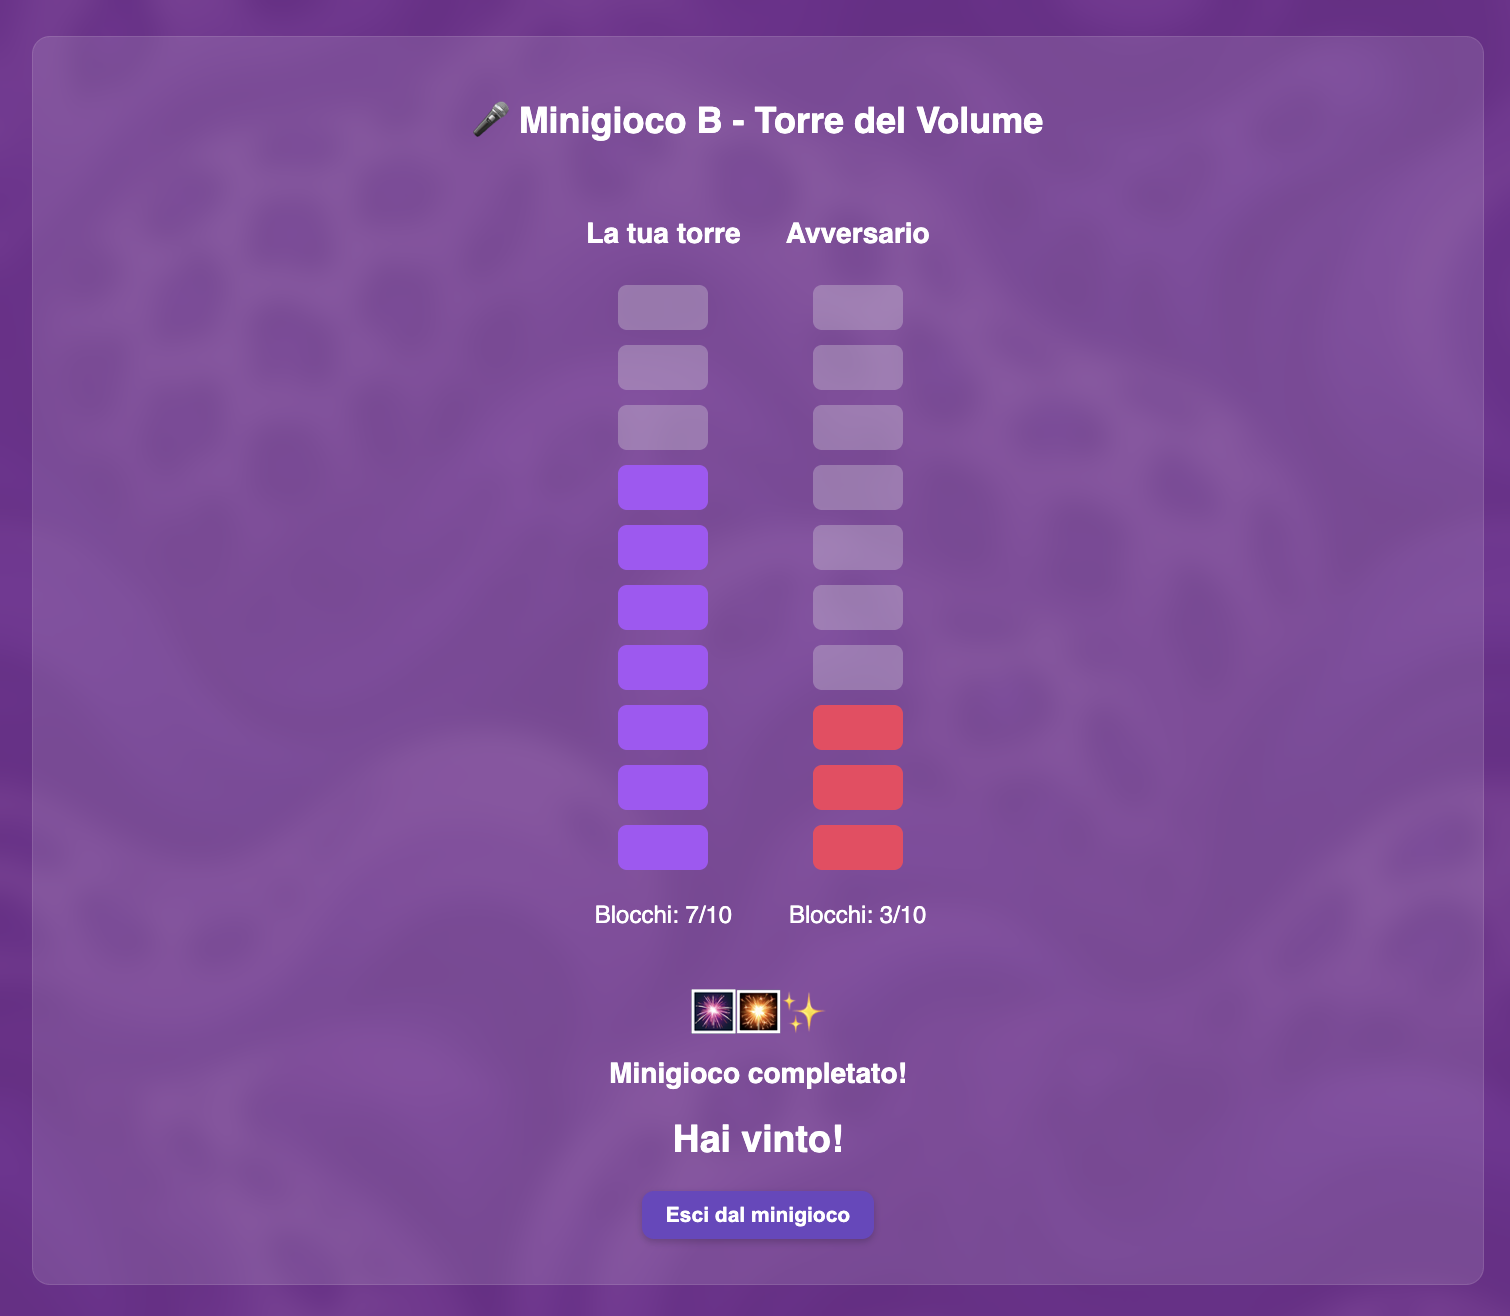 🎤 Minigioco B - Torre del Volume
La tua torre
Avversario
Blocchi: 7/10
Blocchi: 3/10
🎆🎇✨
Minigioco completato!
Hai vinto!
Esci dal minigioco